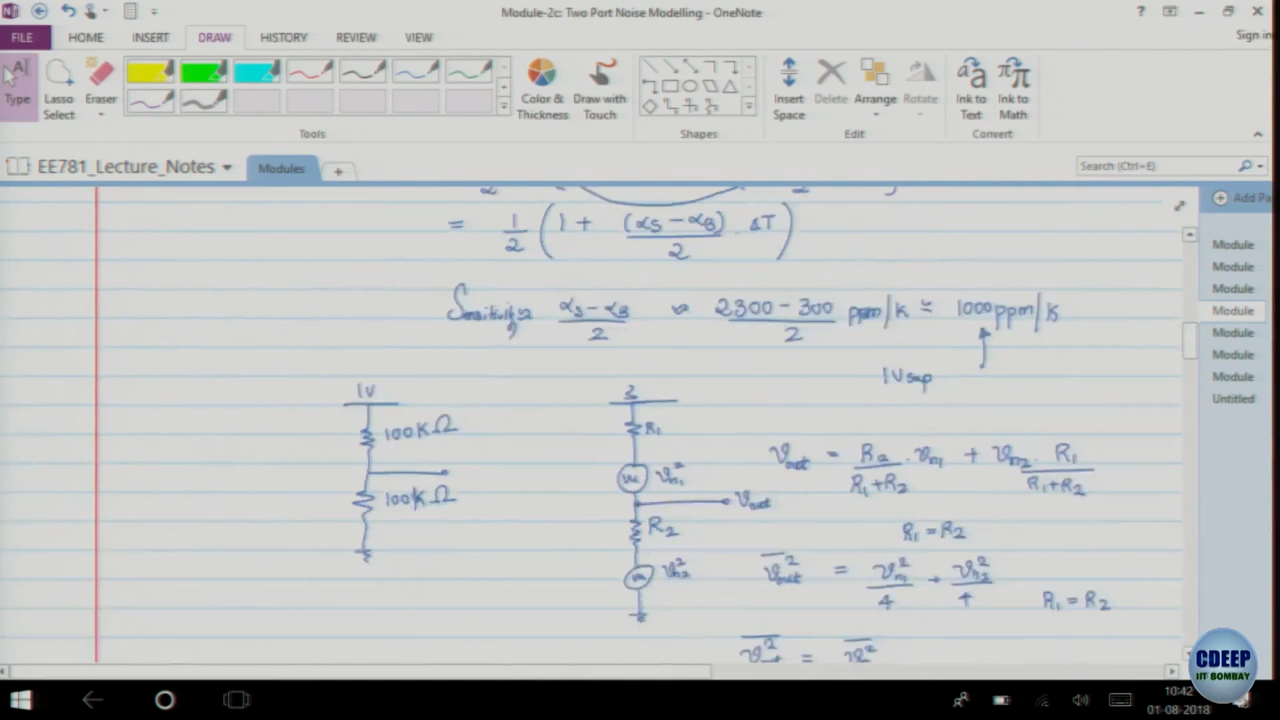 Module-2c: Two Part Noise Modelling - OneNote
Sign in
FILE HOME INSERT DRAW HISTORY REVIEW VIEW
Type
Lasso Select
Eraser
Color & Thickness
Draw with Touch
Insert Space
Delete
Arrange
Rotate
Ink to Text
Ink to Math
Tools
Shapes
Edit
Convert
EE781_Lecture_Notes
Modules
Search (Ctrl+E)
Add Pa
Module
Module
Module
Module
Module
Module
Module
Untitled
= 1/2 (1 + (αS − αB)/2 . ΔT)
Sensitivity (αS − αB)/2 ≈ (2300 − 300)/2 ppm/K ≈ 1000 ppm/K
1V sup
1V
100KΩ
100KΩ
R1
vn1²
Vout
R2
vn2²
Vout = R2/(R1+R2) . vn1 + vn2 . R1/(R1+R2)
R1 = R2
vout² = vn1²/4 + vn2²/4
R1 = R2
CDEEP
IIT BOMBAY
10:42
01-08-2018